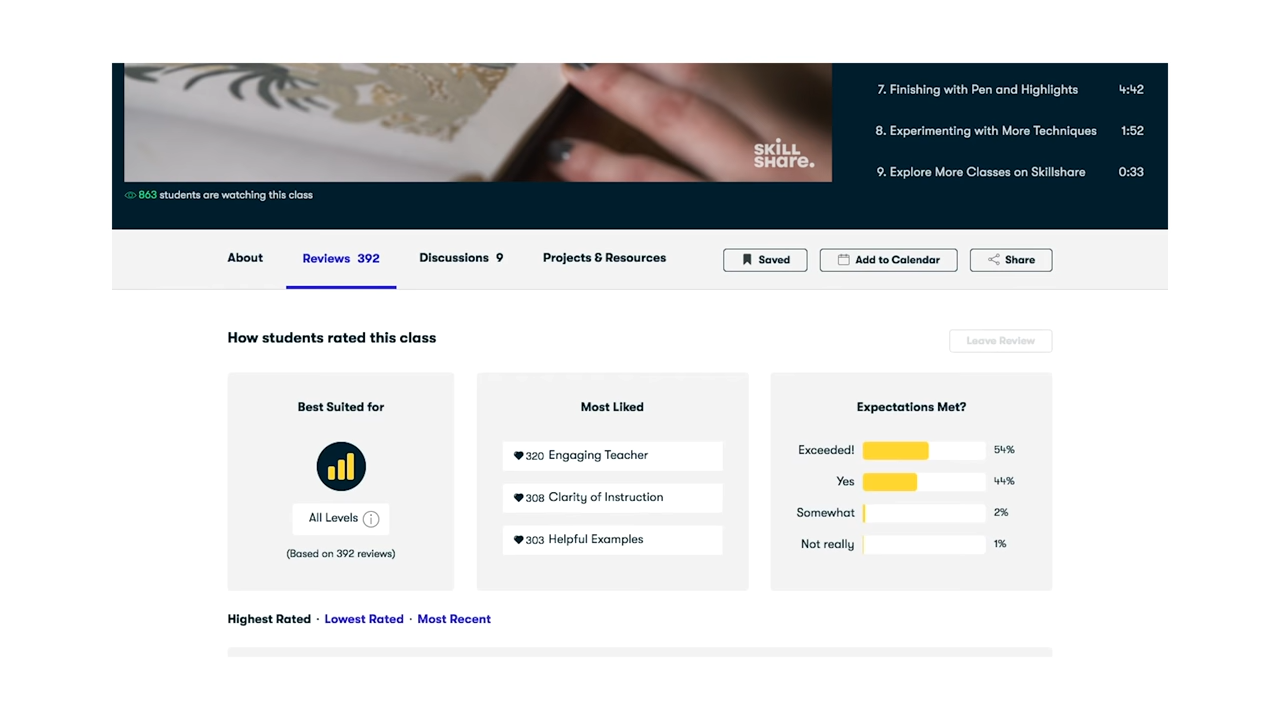 SKiLL
SHare.
863 students are watching this class
7. Finishing with Pen and Highlights 4:42
8. Experimenting with More Techniques 1:52
9. Explore More Classes on Skillshare 0:33
About Reviews 392 Discussions 9 Projects & Resources Saved Add to Calendar Share
How students rated this class
Leave Review
Best Suited for
All Levels
(Based on 392 reviews)
Most Liked
320 Engaging Teacher
308 Clarity of Instruction
303 Helpful Examples
Expectations Met?
Exceeded! 54%
Yes 44%
Somewhat 2%
Not really 1%
Highest Rated · Lowest Rated · Most Recent